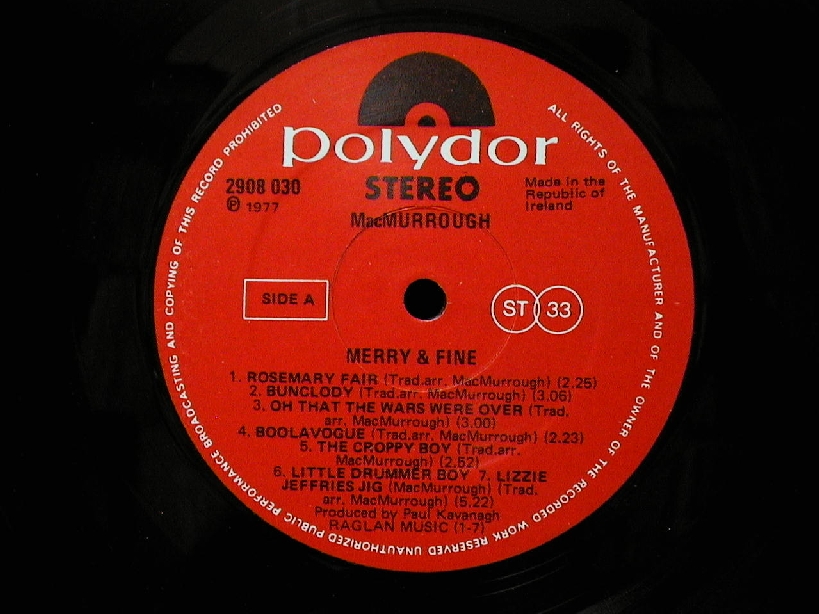 polydor
2908 030
℗ 1977
STEREO
Made in the
Republic of
Ireland
MacMURROUGH
SIDE A
ST 33
MERRY & FINE
1. ROSEMARY FAIR (Trad.arr. MacMurrough) (2.25)
2. BUNCLODY (Trad.arr. MacMurrough) (3.06)
3. OH THAT THE WARS WERE OVER (Trad.
arr. MacMurrough) (3.00)
4. BOOLAVOGUE (Trad.arr. MacMurrough) (2.23)
5. THE CROPPY BOY (Trad.arr.
MacMurrough) (2.52)
6. LITTLE DRUMMER BOY 7. LIZZIE
JEFFRIES JIG (MacMurrough) (Trad.
arr. MacMurrough) (5.22)
Produced by Paul Kavanagh
RAGLAN MUSIC (1-7)
ALL RIGHTS OF THE MANUFACTURER AND OF THE OWNER OF THE RECORDED WORK RESERVED UNAUTHORIZED PUBLIC PERFORMANCE BROADCASTING AND COPYING OF THIS RECORD PROHIBITED